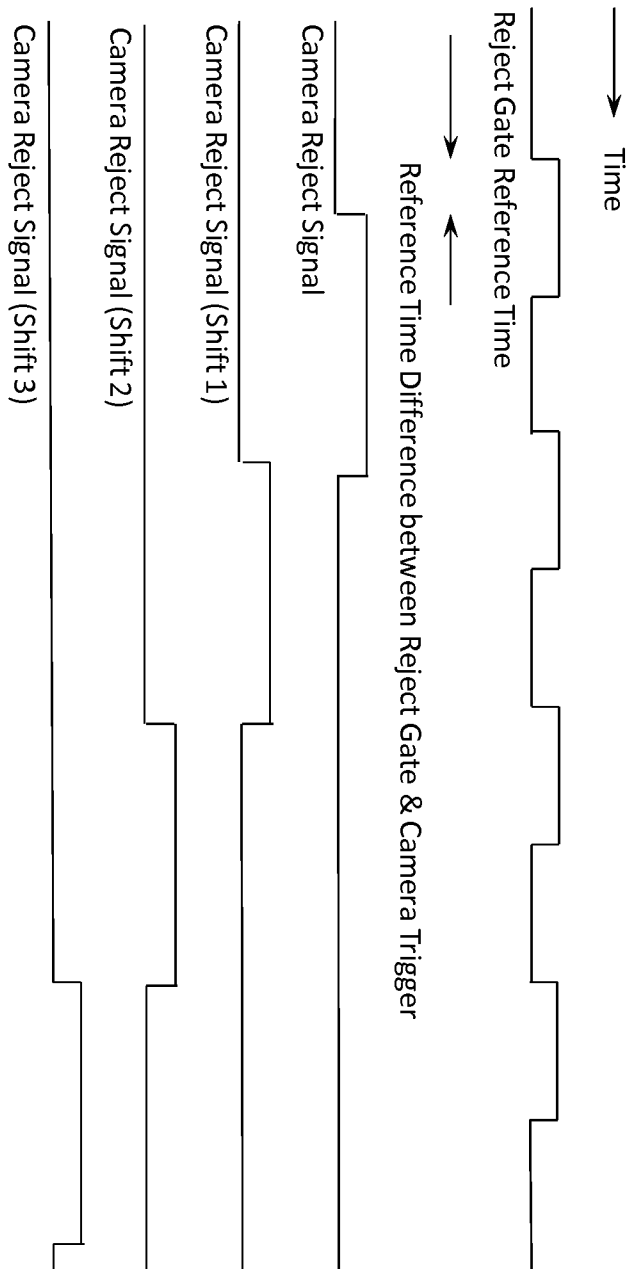 Time
Reject Gate Reference Time
Reference Time Difference between Reject Gate & Camera Trigger
Camera Reject Signal
Camera Reject Signal (Shift 1)
Camera Reject Signal (Shift 2)
Camera Reject Signal (Shift 3)